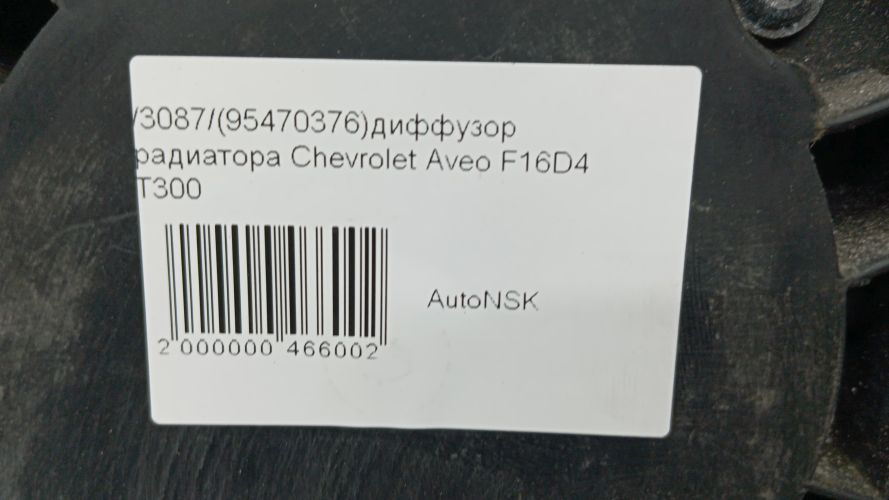 /3087/(95470376)диффузор
радиатора Chevrolet Aveo F16D4
T300
AutoNSK
2 000000 466002